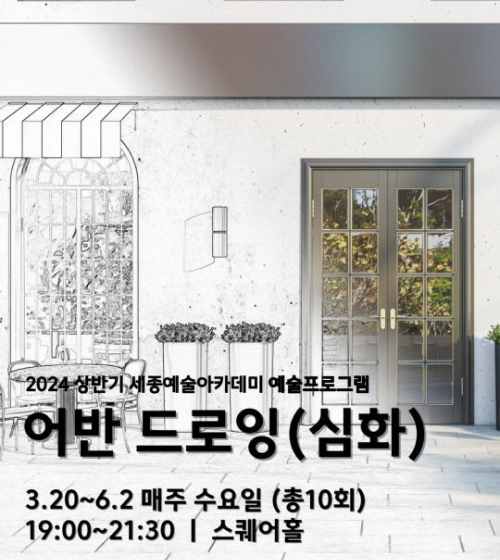 2024 상반기 세종예술아카데미 예술프로그램
어반 드로잉(심화)
3.20~6.2 매주 수요일 (총10회)
19:00~21:30 ㅣ 스퀘어홀